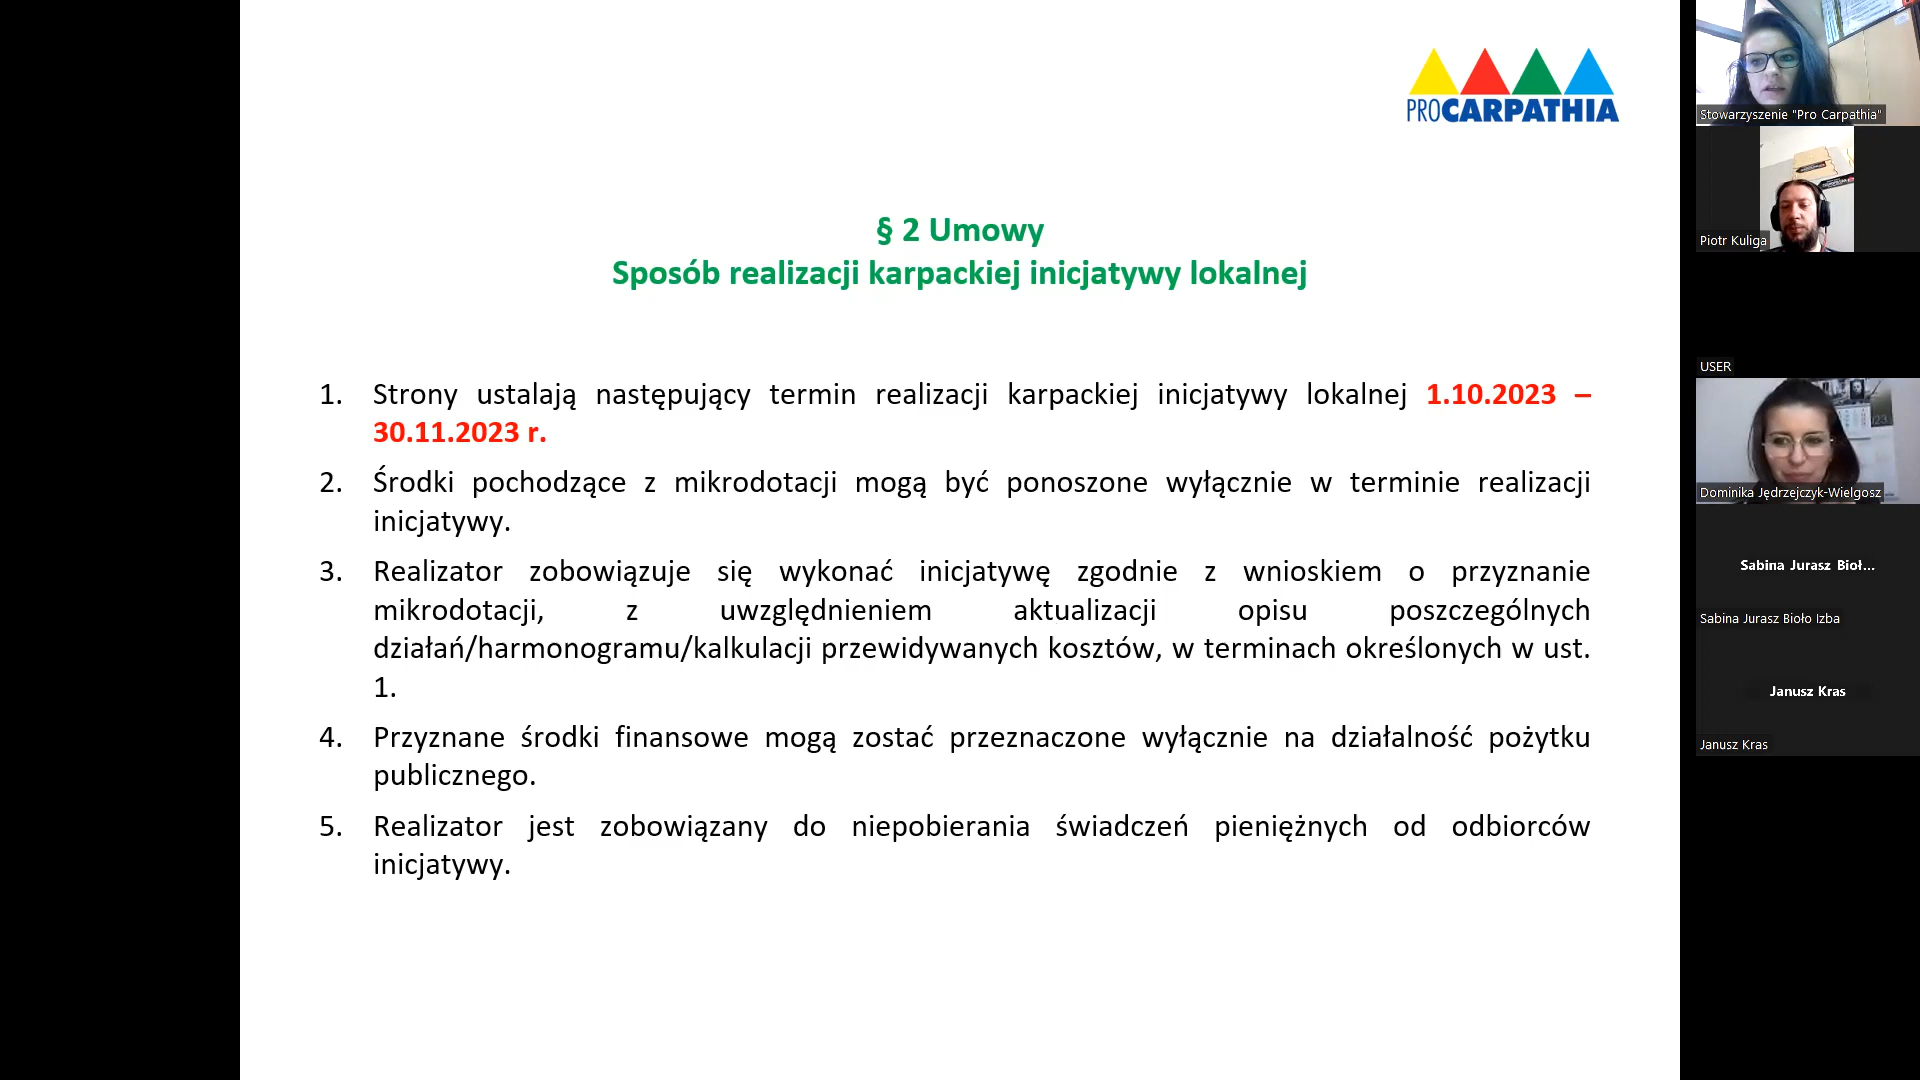 PROCARPATHIA
§ 2 Umowy
Sposób realizacji karpackiej inicjatywy lokalnej
1. Strony ustalają następujący termin realizacji karpackiej inicjatywy lokalnej 1.10.2023 –
30.11.2023 r.
2. Środki pochodzące z mikrodotacji mogą być ponoszone wyłącznie w terminie realizacji
inicjatywy.
3. Realizator zobowiązuje się wykonać inicjatywę zgodnie z wnioskiem o przyznanie
mikrodotacji, z uwzględnieniem aktualizacji opisu poszczególnych
działań/harmonogramu/kalkulacji przewidywanych kosztów, w terminach określonych w ust.
1.
4. Przyznane środki finansowe mogą zostać przeznaczone wyłącznie na działalność pożytku
publicznego.
5. Realizator jest zobowiązany do niepobierania świadczeń pieniężnych od odbiorców
inicjatywy.
Stowarzyszenie "Pro Carpathia"
Piotr Kuliga
USER
Dominika Jędrzejczyk-Wielgosz
Sabina Jurasz Bioł...
Sabina Jurasz Bioło Izba
Janusz Kras
Janusz Kras